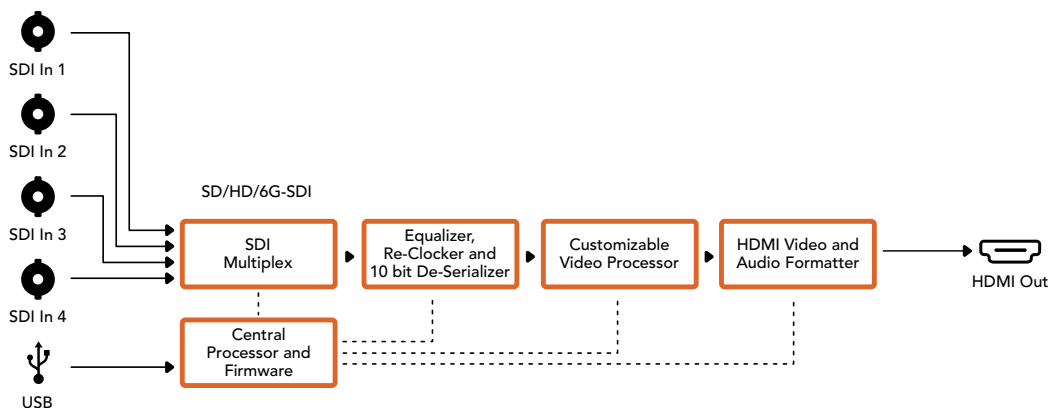 SDI In 1
SDI In 2
SDI In 3
SDI In 4
USB
SD/HD/6G-SDI
SDI
Multiplex
Equalizer,
Re-Clocker and
10 bit De-Serializer
Customizable
Video Processor
HDMI Video and
Audio Formatter
HDMI Out
Central
Processor and
Firmware